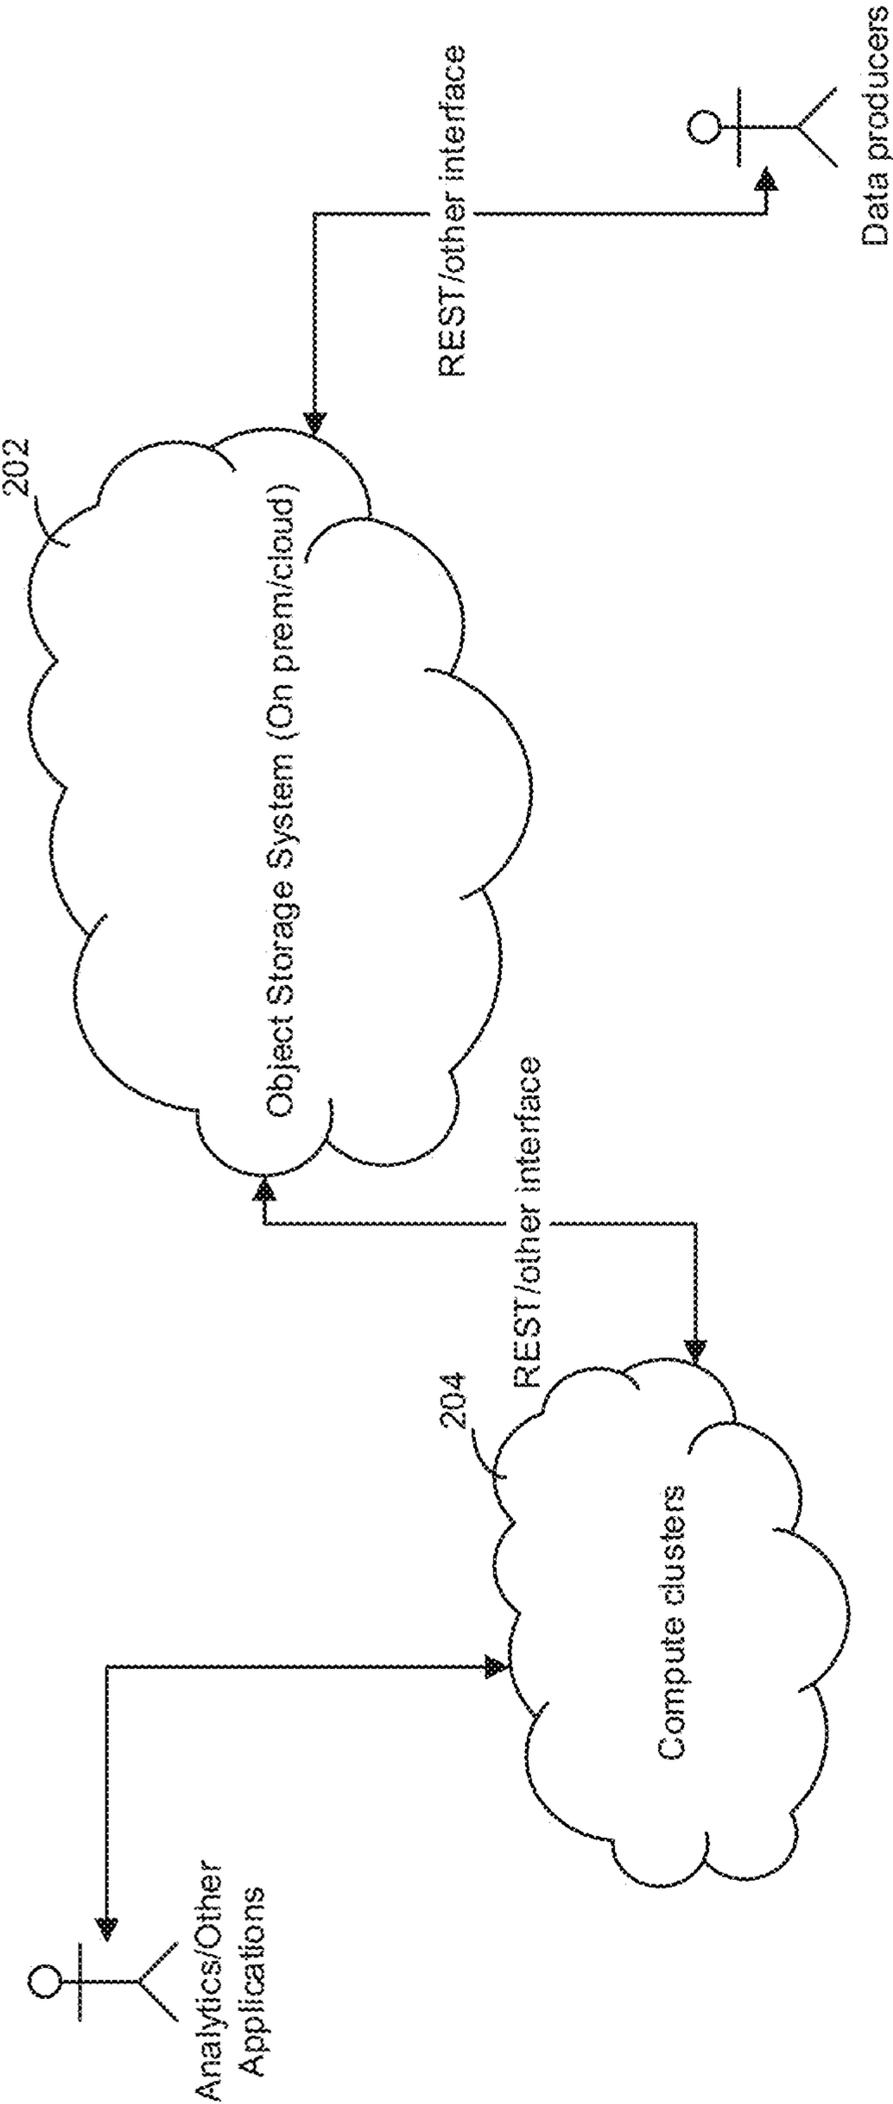 Analytics/Other
Applications
204
Compute clusters
REST/other interface
202
Object Storage System (On prem/cloud)
REST/other interface
Data producers